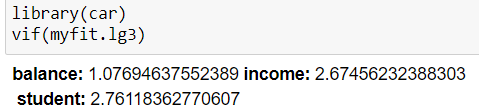 library(car)
vif(myfit.lg3)
balance: 1.07694637552389 income: 2.67456232388303
student: 2.76118362770607